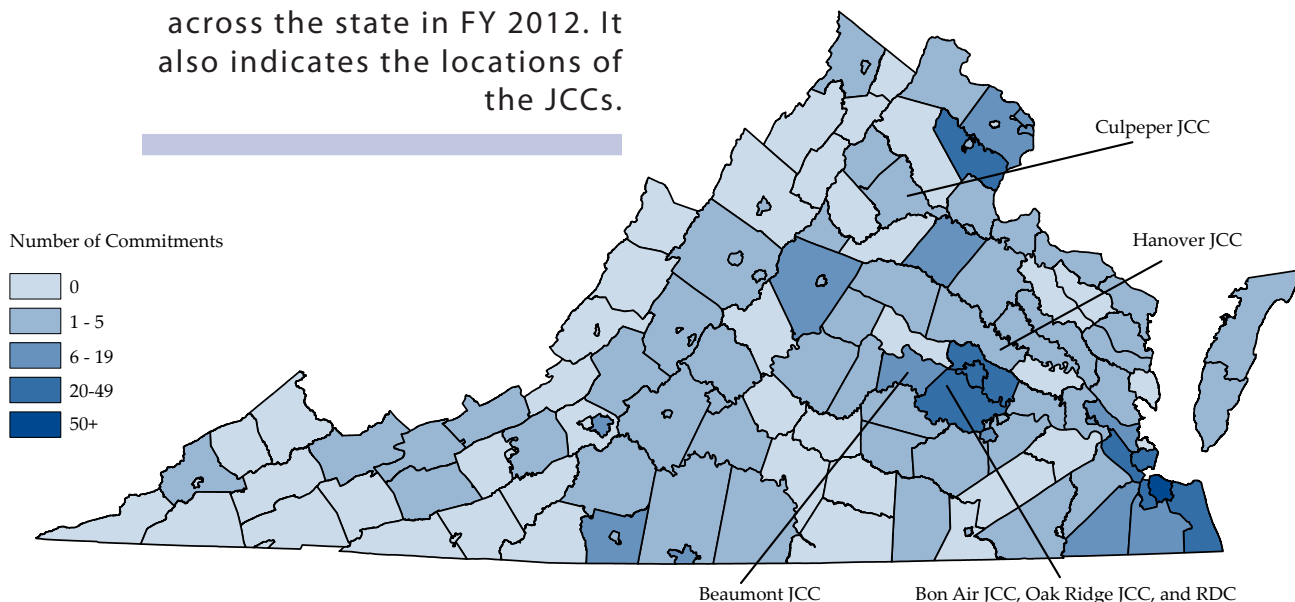 across the state in FY 2012. It
also indicates the locations of
the JCCs.
Culpeper JCC
Number of Commitments
Hanover JCC
0
1 - 5
6 - 19
20-49
50+
Beaumont JCC
Bon Air JCC, Oak Ridge JCC, and RDC